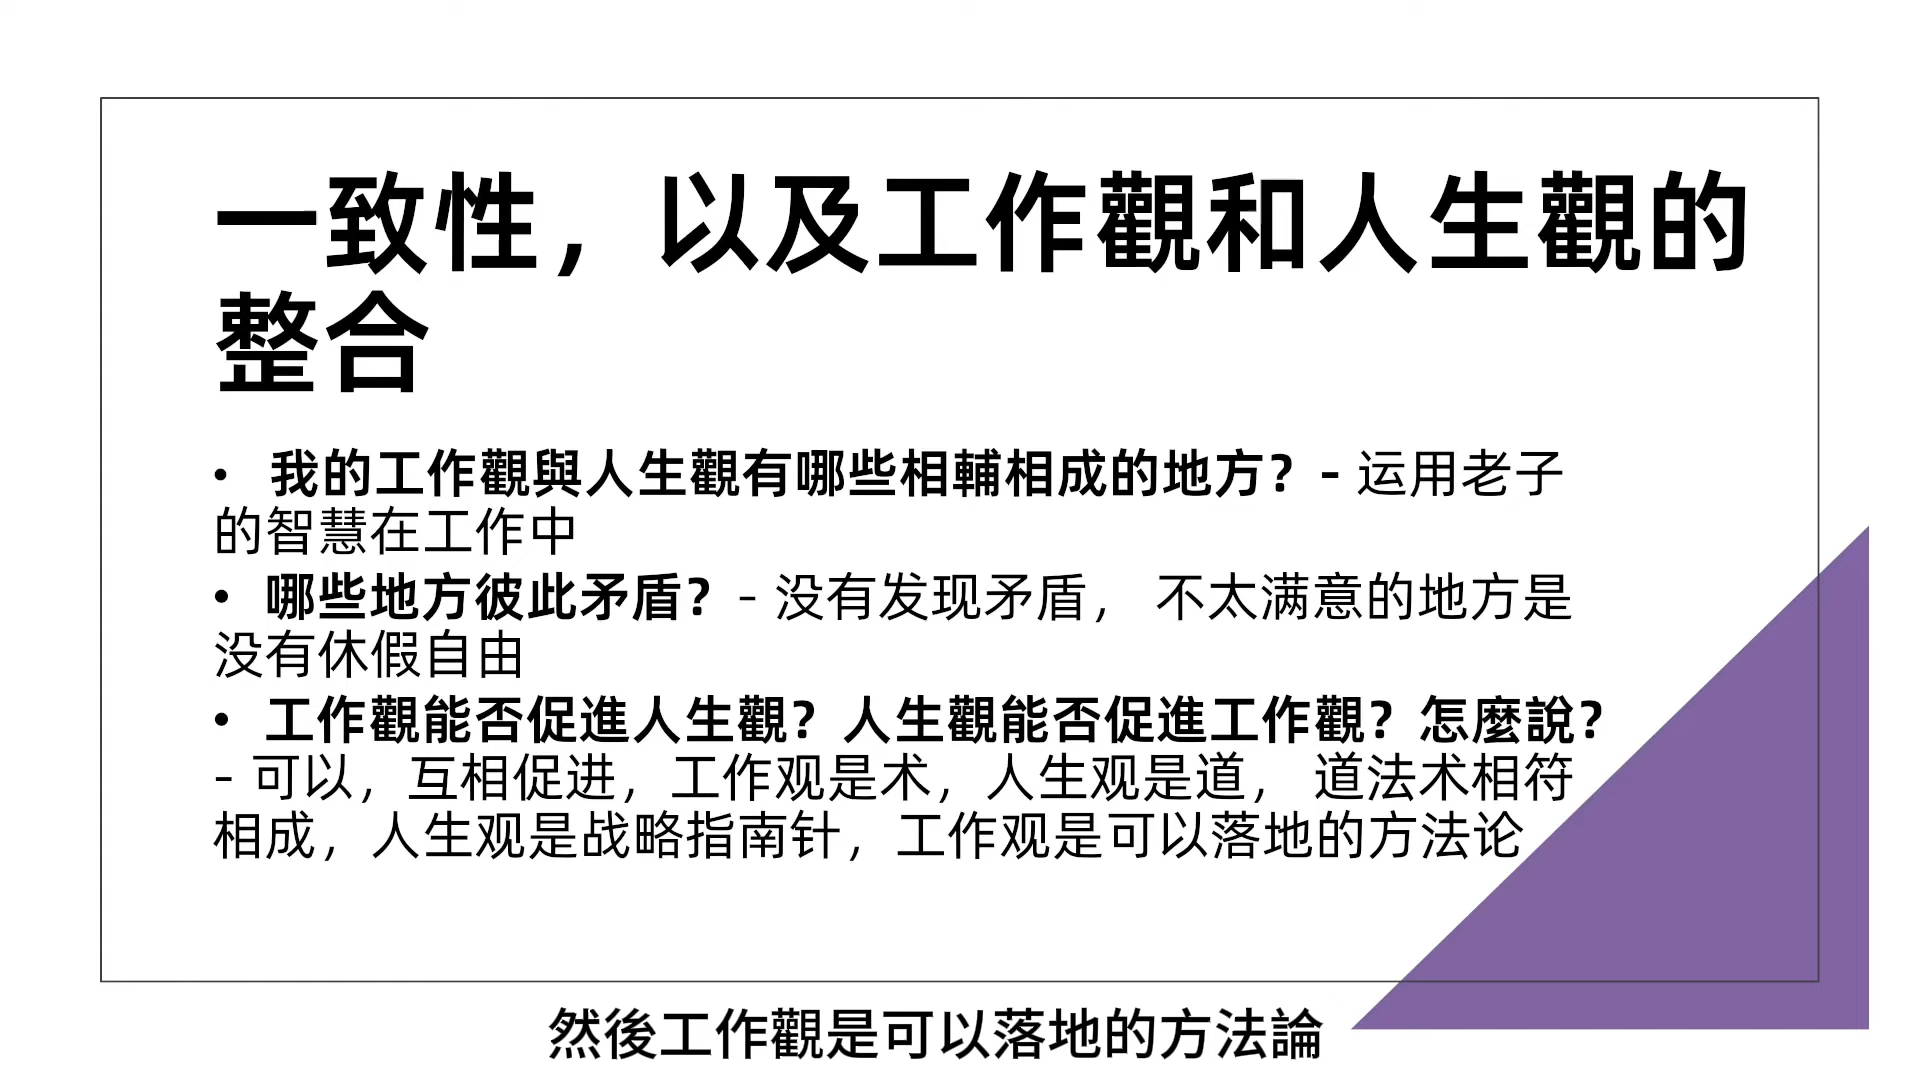 一致性，以及工作觀和人生觀的
整合
• 我的工作觀與人生觀有哪些相輔相成的地方？- 运用老子
的智慧在工作中
• 哪些地方彼此矛盾？- 没有发现矛盾， 不太满意的地方是
没有休假自由
• 工作觀能否促進人生觀？人生觀能否促進工作觀？怎麼說？
- 可以，互相促进，工作观是术，人生观是道， 道法术相符
相成，人生观是战略指南针，工作观是可以落地的方法论
然後工作觀是可以落地的方法論